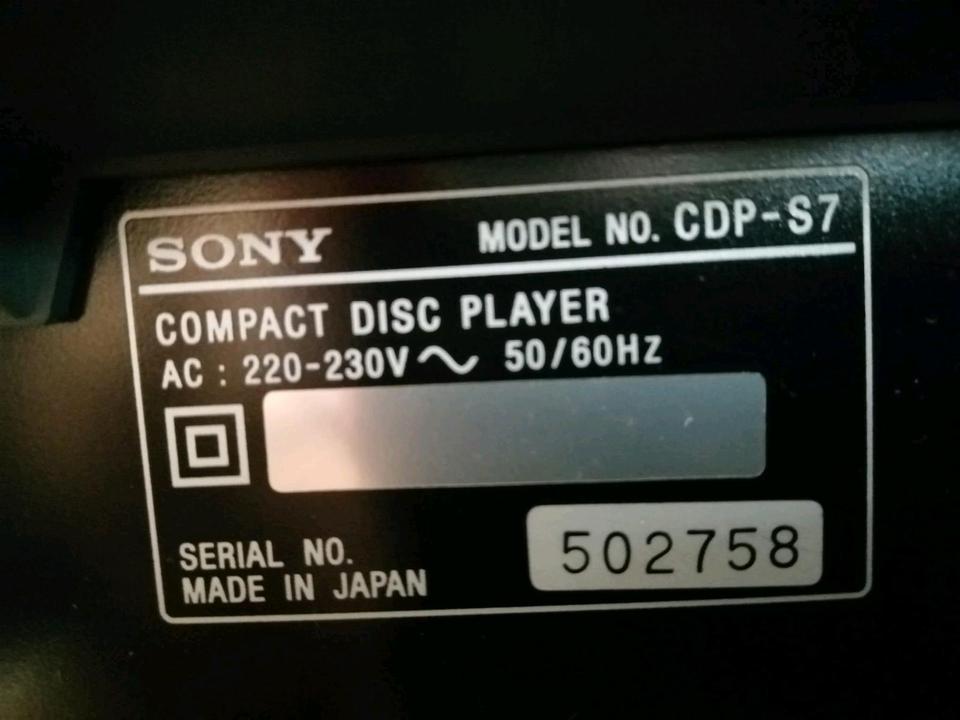 SONY MODEL NO. CDP-S7
COMPACT DISC PLAYER
AC : 220-230V ~ 50/60Hz
SERIAL NO. 502758
MADE IN JAPAN